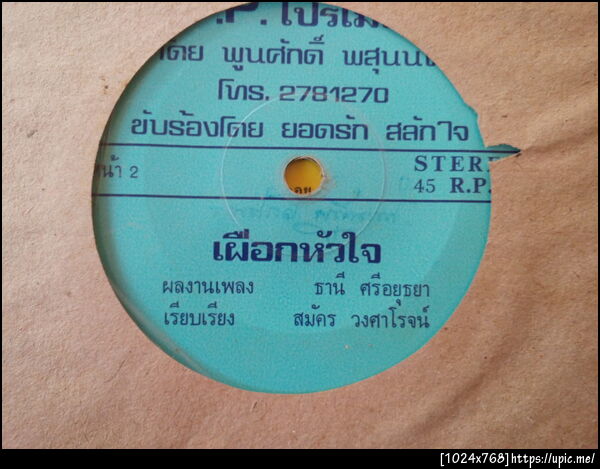 .P. โปรเม
โดย พูนศักดิ์ พสุนน
โทร. 2781270
ขับร้องโดย ยอดรัก สลักใจ
น้า 2
STERE
45 R.P.
เผือกหัวใจ
ผลงานเพลง ธานี ศรีอยุธยา
เรียบเรียง สมัคร วงศาโรจน์
[1024x768]https://upic.me/